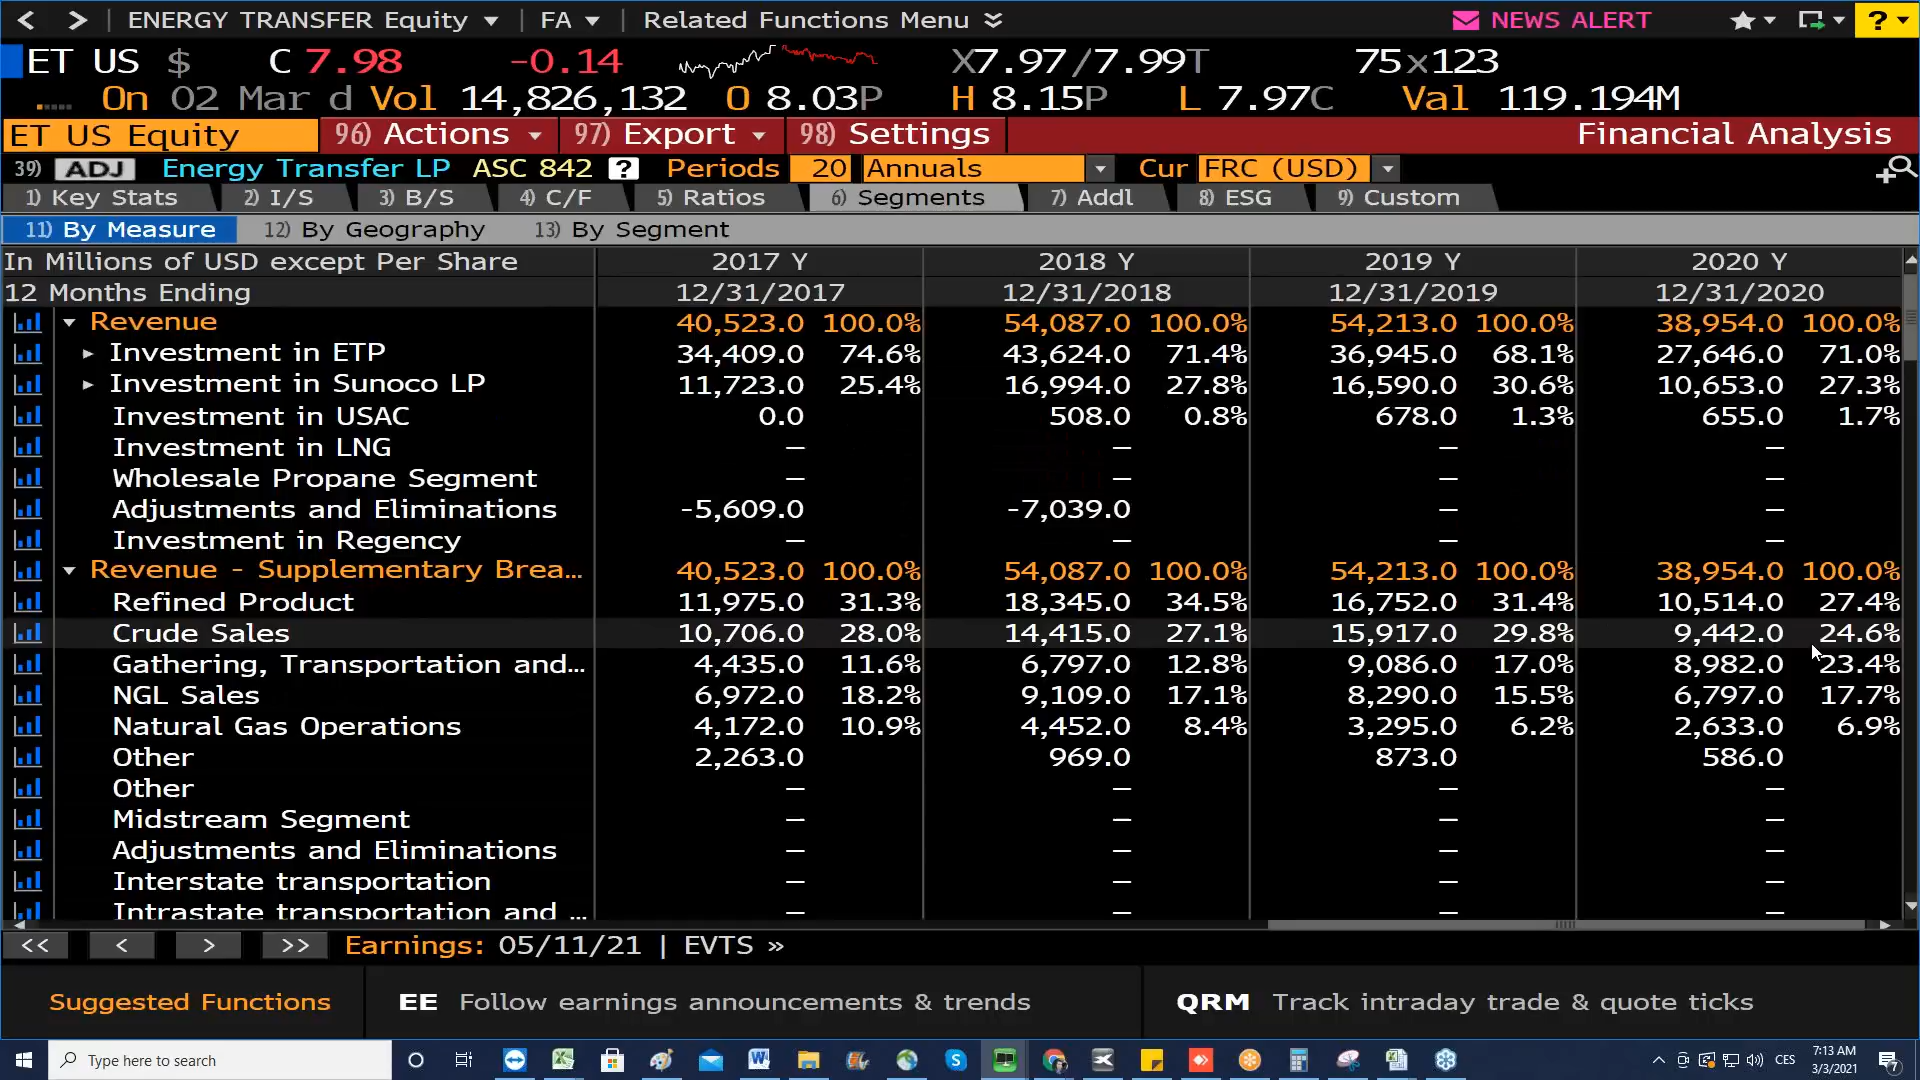 ENERGY TRANSFER Equity | FA | Related Functions Menu NEWS ALERT ?
ET US $ C 7.98 -0.14 X7.97/7.99T 75x123
On 02 Mar d Vol 14,826,132 O 8.03P H 8.15P L 7.97C Val 119.194M
ET US Equity 96) Actions 97) Export 98) Settings Financial Analysis
39) ADJ Energy Transfer LP ASC 842 ? Periods 20 Annuals Cur FRC (USD)
1) Key Stats 2) I/S 3) B/S 4) C/F 5) Ratios 6) Segments 7) Addl 8) ESG 9) Custom
11) By Measure 12) By Geography 13) By Segment
In Millions of USD except Per Share 2017 Y 2018 Y 2019 Y 2020 Y
12 Months Ending 12/31/2017 12/31/2018 12/31/2019 12/31/2020
Revenue 40,523.0 100.0% 54,087.0 100.0% 54,213.0 100.0% 38,954.0 100.0%
Investment in ETP 34,409.0 74.6% 43,624.0 71.4% 36,945.0 68.1% 27,646.0 71.0%
Investment in Sunoco LP 11,723.0 25.4% 16,994.0 27.8% 16,590.0 30.6% 10,653.0 27.3%
Investment in USAC 0.0 508.0 0.8% 678.0 1.3% 655.0 1.7%
Investment in LNG — — — —
Wholesale Propane Segment — — — —
Adjustments and Eliminations -5,609.0 -7,039.0 — —
Investment in Regency — — — —
Revenue - Supplementary Brea... 40,523.0 100.0% 54,087.0 100.0% 54,213.0 100.0% 38,954.0 100.0%
Refined Product 11,975.0 31.3% 18,345.0 34.5% 16,752.0 31.4% 10,514.0 27.4%
Crude Sales 10,706.0 28.0% 14,415.0 27.1% 15,917.0 29.8% 9,442.0 24.6%
Gathering, Transportation and... 4,435.0 11.6% 6,797.0 12.8% 9,086.0 17.0% 8,982.0 23.4%
NGL Sales 6,972.0 18.2% 9,109.0 17.1% 8,290.0 15.5% 6,797.0 17.7%
Natural Gas Operations 4,172.0 10.9% 4,452.0 8.4% 3,295.0 6.2% 2,633.0 6.9%
Other 2,263.0 969.0 873.0 586.0
Other — — — —
Midstream Segment — — — —
Adjustments and Eliminations — — — —
Interstate transportation — — — —
Intrastate transportation and ... — — — —
<< < > >> Earnings: 05/11/21 | EVTS »
Suggested Functions EE Follow earnings announcements & trends QRM Track intraday trade & quote ticks
Type here to search CES 7:13 AM
3/3/2021 7